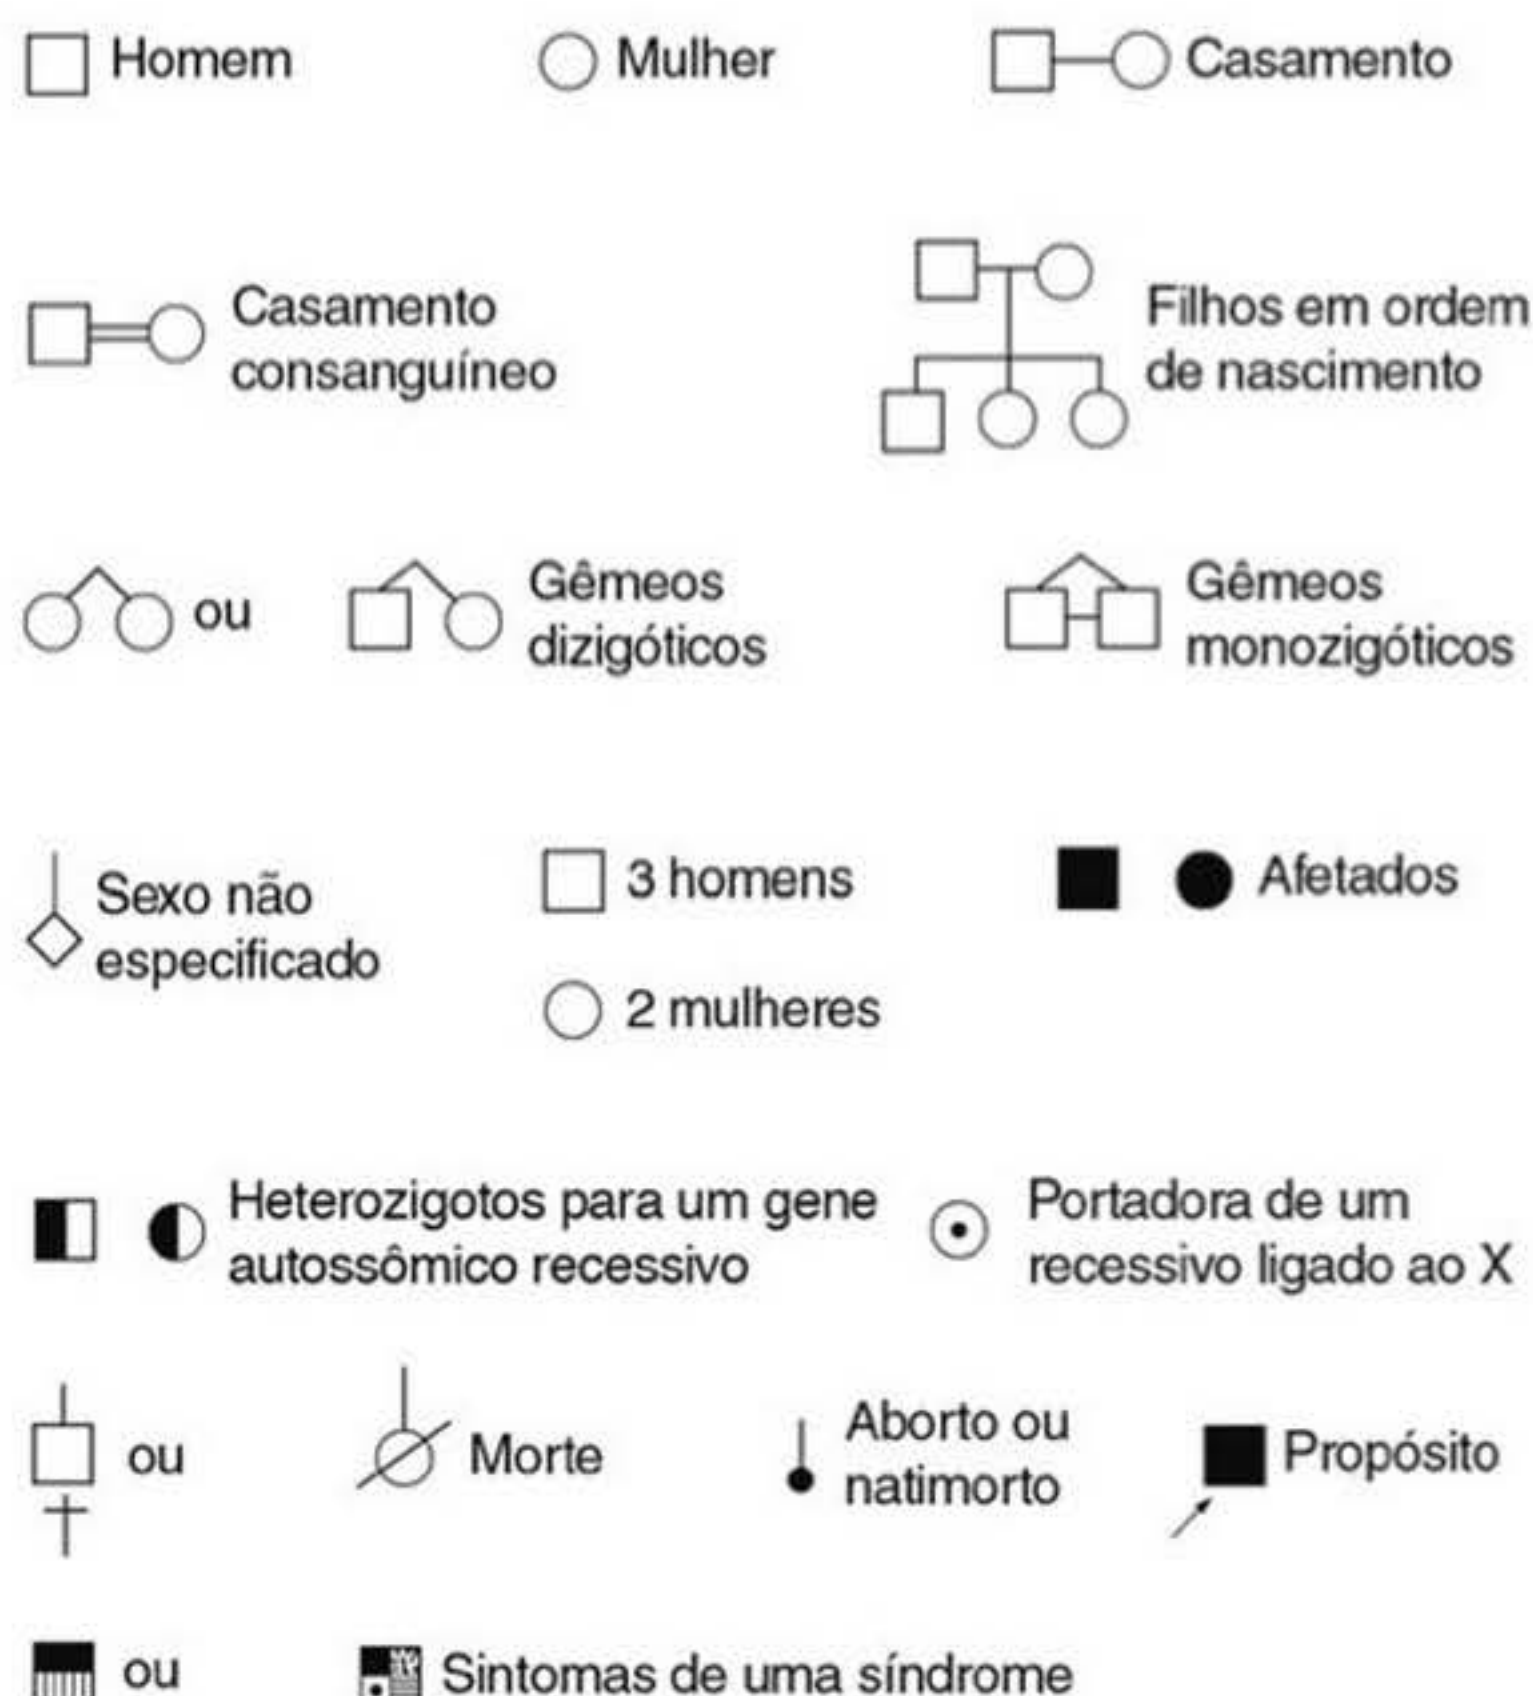 Homem
Mulher
Casamento
Casamento
consanguíneo
Filhos em ordem
de nascimento
ou
Gêmeos
dizigóticos
Gêmeos
monozigóticos
Sexo não
especificado
3 homens
2 mulheres
Afetados
Heterozigotos para um gene
autossômico recessivo
Portadora de um
recessivo ligado ao X
ou
Morte
Aborto ou
natimorto
Propósito
ou
Sintomas de uma síndrome